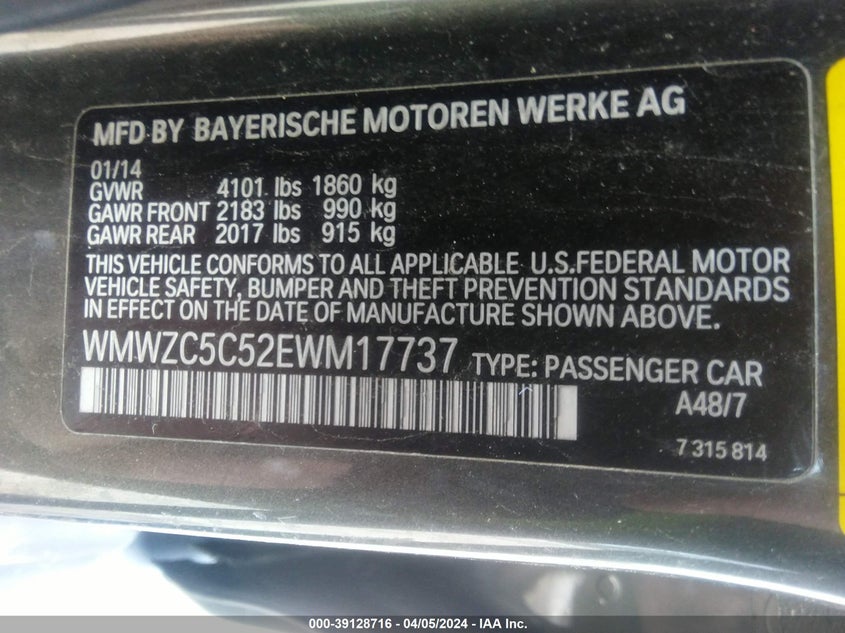 MFD BY BAYERISCHE MOTOREN WERKE AG
01/14
GVWR 4101 lbs 1860 kg
GAWR FRONT 2183 lbs 990 kg
GAWR REAR 2017 lbs 915 kg
THIS VEHICLE CONFORMS TO ALL APPLICABLE U.S.FEDERAL MOTOR
VEHICLE SAFETY, BUMPER AND THEFT PREVENTION STANDARDS
IN EFFECT ON THE DATE OF MANUFACTURE SHOWN ABOVE.
WMWZC5C52EWM17737 TYPE: PASSENGER CAR
A48/7
7 315 814
000-39128716 - 04/05/2024 - IAA Inc.